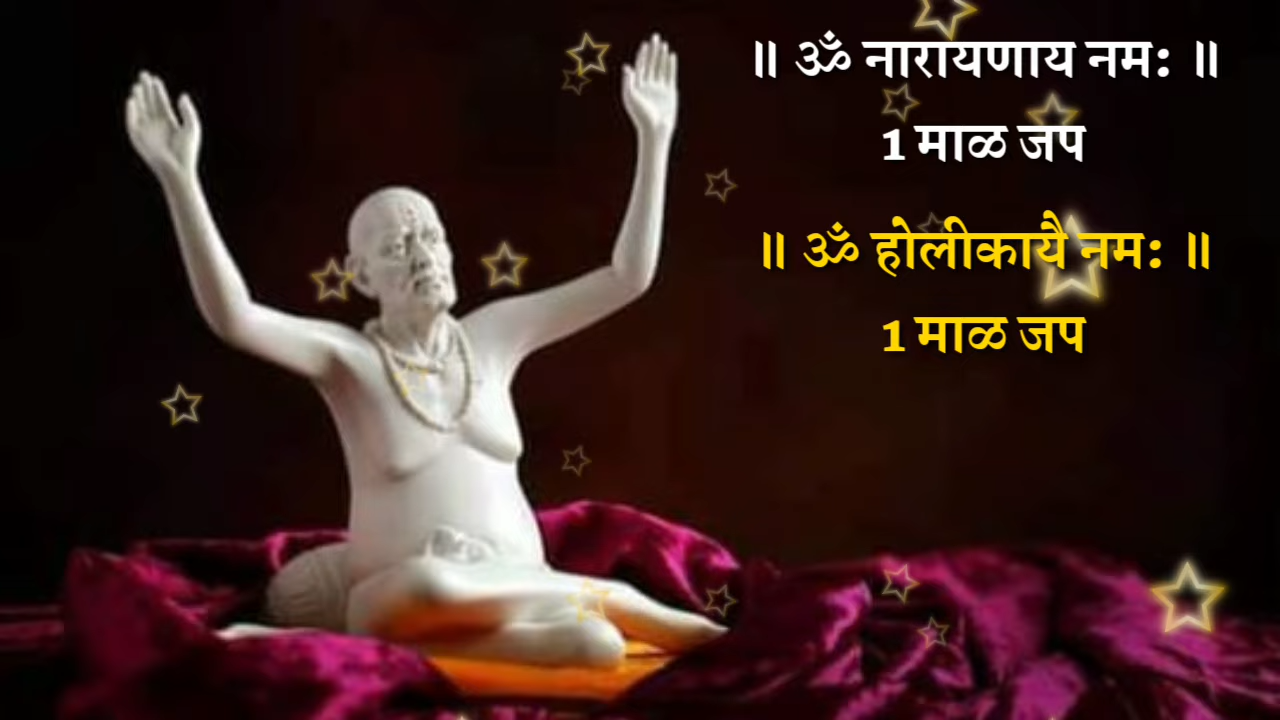 ॥ ॐ नारायणाय नमः ॥
1 माळ जप
॥ ॐ होलीकायै नमः ॥
1 माळ जप